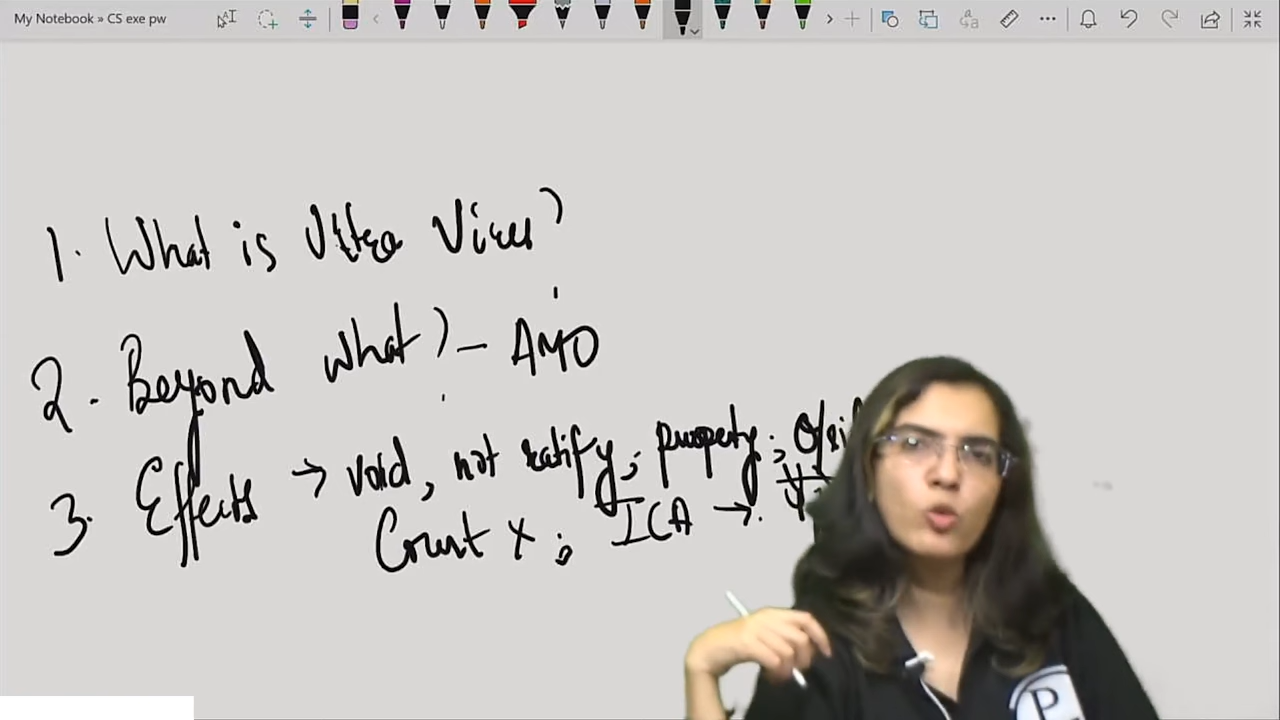 My Notebook » CS exe pw
1. What is Ultra Vires?
2. Beyond what? - AMO
3. Effects → void, not ratify; property;
Court x; ICA →
P